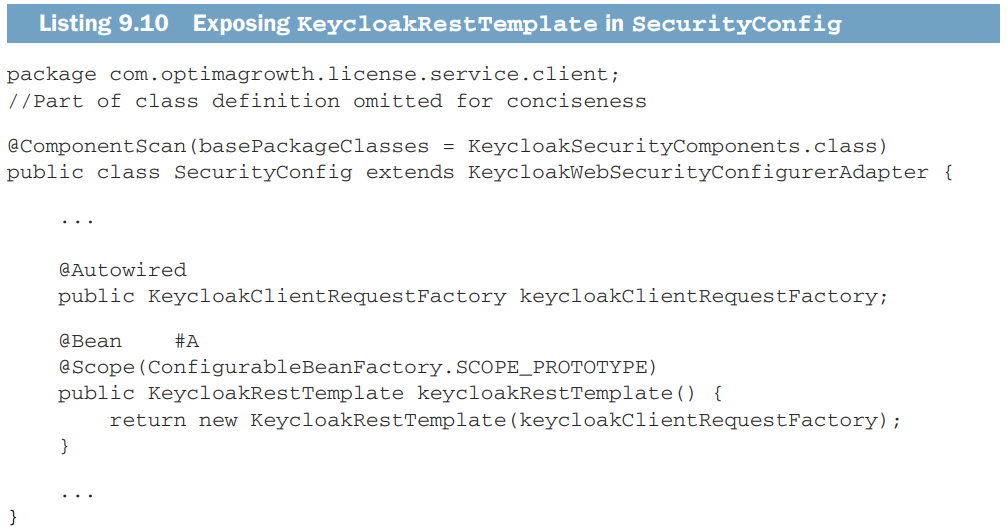 Listing 9.10 Exposing KeycloakRestTemplate in SecurityConfig
package com.optimagrowth.license.service.client;
//Part of class definition omitted for conciseness
@ComponentScan(basePackageClasses = KeycloakSecurityComponents.class)
public class SecurityConfig extends KeycloakWebSecurityConfigurerAdapter {
...
@Autowired
public KeycloakClientRequestFactory keycloakClientRequestFactory;
@Bean #A
@Scope(ConfigurableBeanFactory.SCOPE_PROTOTYPE)
public KeycloakRestTemplate keycloakRestTemplate() {
return new KeycloakRestTemplate(keycloakClientRequestFactory);
}
...
}